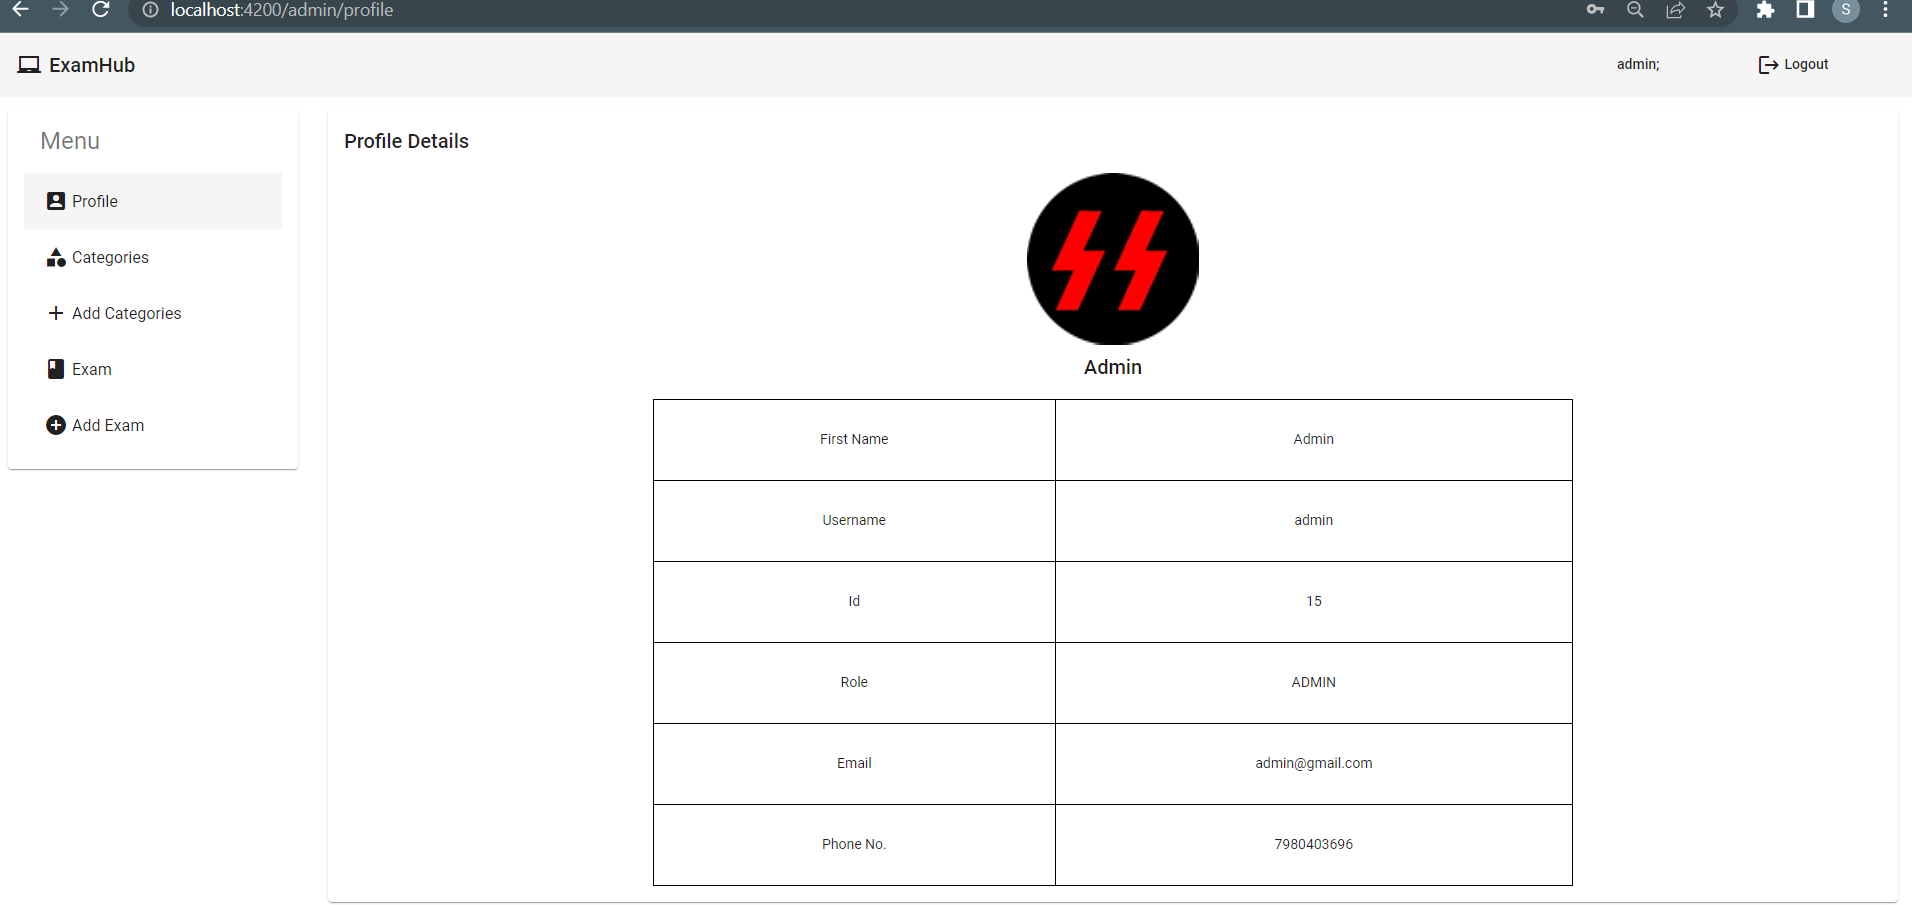 localhost:4200/admin/profile
S
ExamHub
admin;
Logout
Menu
Profile
Categories
Add Categories
Exam
Add Exam
Profile Details
Admin
First Name Admin
Username admin
Id 15
Role ADMIN
Email admin@gmail.com
Phone No. 7980403696